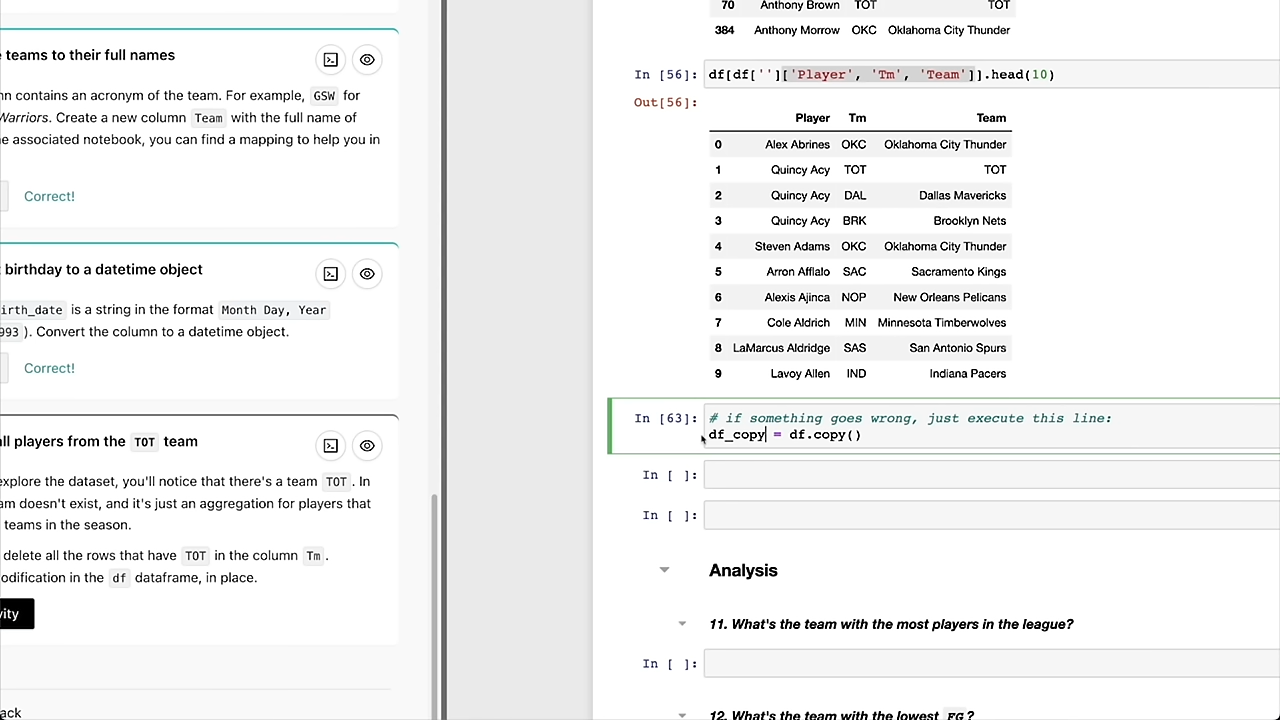 e teams to their full names
nn contains an acronym of the team. For example, GSW for
Warriors. Create a new column Team with the full name of
e associated notebook, you can find a mapping to help you in
Correct!
t birthday to a datetime object
irth_date is a string in the format Month Day, Year
993 ). Convert the column to a datetime object.
Correct!
all players from the TOT team
explore the dataset, you'll notice that there's a team TOT. In
am doesn't exist, and it's just an aggregation for players that
teams in the season.
delete all the rows that have TOT in the column Tm.
odification in the df dataframe, in place.
vity
ack
70 Anthony Brown TOT TOT
384 Anthony Morrow OKC Oklahoma City Thunder
In [56]: df[df['']['Player', 'Tm', 'Team']].head(10)
Out[56]:
Player Tm Team
0 Alex Abrines OKC Oklahoma City Thunder
1 Quincy Acy TOT TOT
2 Quincy Acy DAL Dallas Mavericks
3 Quincy Acy BRK Brooklyn Nets
4 Steven Adams OKC Oklahoma City Thunder
5 Arron Afflalo SAC Sacramento Kings
6 Alexis Ajinca NOP New Orleans Pelicans
7 Cole Aldrich MIN Minnesota Timberwolves
8 LaMarcus Aldridge SAS San Antonio Spurs
9 Lavoy Allen IND Indiana Pacers
In [63]: # if something goes wrong, just execute this line:
df_copy = df.copy()
In [ ]:
In [ ]:
Analysis
11. What's the team with the most players in the league?
In [ ]:
12. What's the team with the lowest FG?